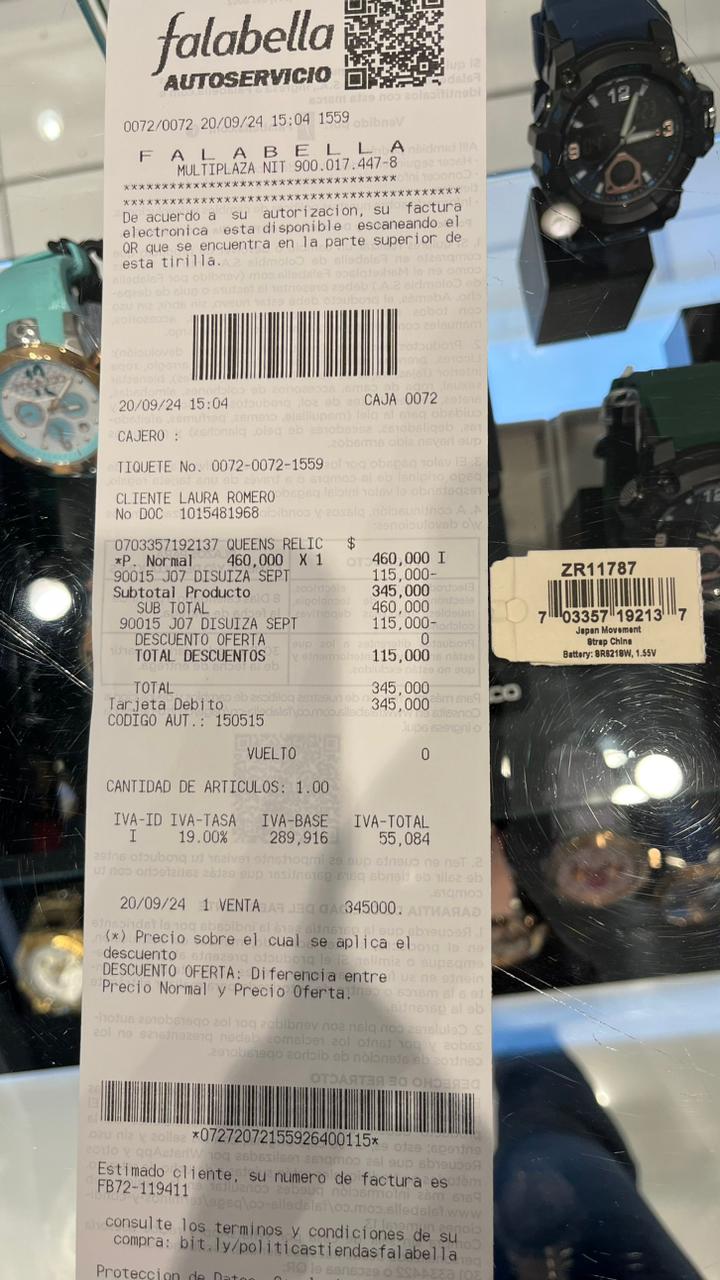 falabella
AUTOSERVICIO
0072/0072 20/09/24 15:04 1559
F A L A B E L L A
MULTIPLAZA NIT 900.017.447-8
De acuerdo a su autorizacion, su factura
electronica esta disponible escaneando el
QR que se encuentra en la parte superior de
esta tirilla.
20/09/24 15:04 CAJA 0072
CAJERO :
TIQUETE No. 0072-0072-1559
CLIENTE LAURA ROMERO
No DOC 1015481968
0703357192137 QUEENS RELIC $
*P. Normal 460,000 X 1 460,000 I
90015 J07 DISUIZA SEPT 115,000-
Subtotal Producto 345,000
SUB TOTAL 460,000
90015 J07 DISUIZA SEPT 115,000-
DESCUENTO OFERTA 0
TOTAL DESCUENTOS 115,000
TOTAL 345,000
Tarjeta Debito 345,000
CODIGO AUT.: 150515
VUELTO 0
CANTIDAD DE ARTICULOS: 1.00
IVA-ID IVA-TASA IVA-BASE IVA-TOTAL
I 19.00% 289,916 55,084
20/09/24 1 VENTA 345000.
(*) Precio sobre el cual se aplica el
descuento
DESCUENTO OFERTA: Diferencia entre
Precio Normal y Precio Oferta.
*07272072155926400115*
Estimado cliente, su numero de factura es
FB72-119411
consulte los terminos y condiciones de su
compra: bit.ly/politicastiendasfalabella
Proteccion de
ZR11787
7 03357 19213 7
Japan Movement
Strap China
Battery: SR621SW, 1.55V
12
3
9